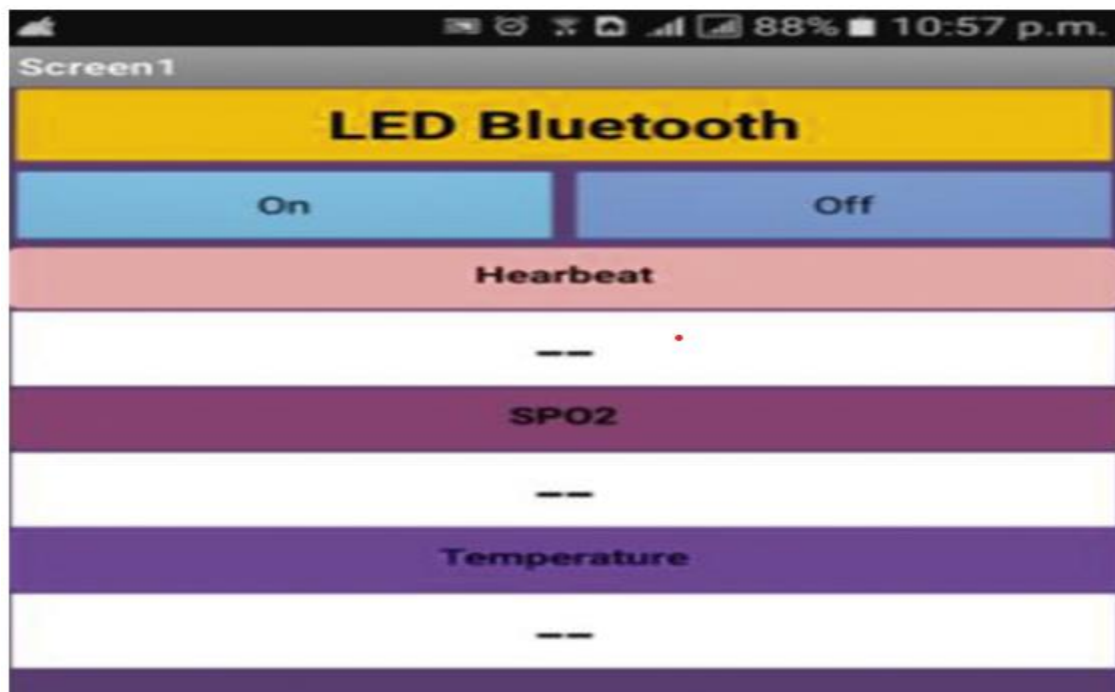 88% 10:57 p.m.
Screen1
LED Bluetooth
On Off
Hearbeat
--
SPO2
--
Temperature
--